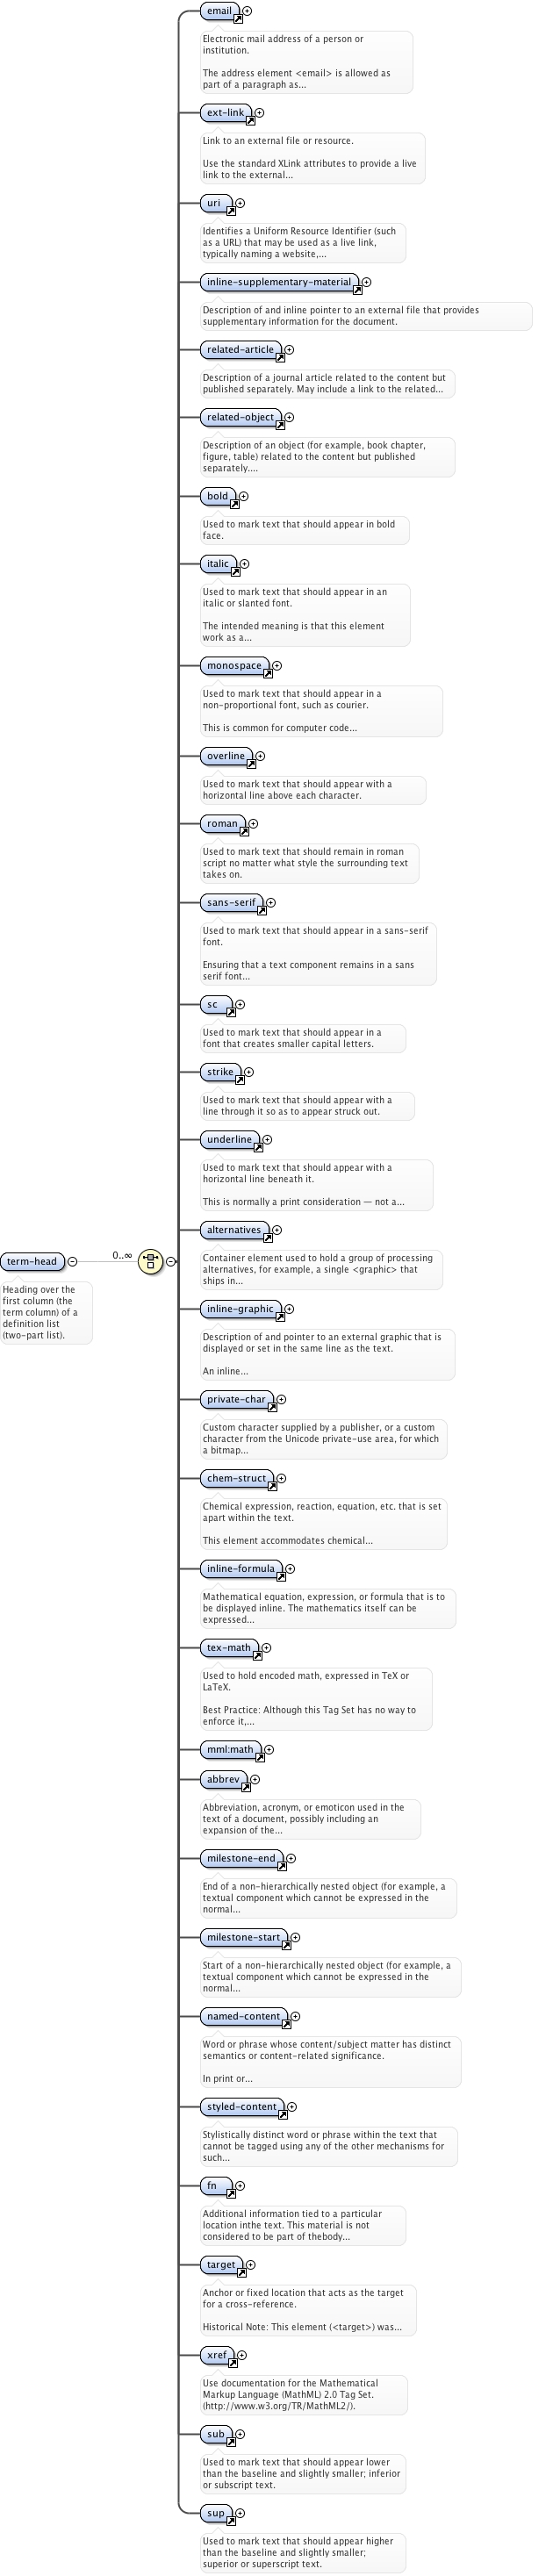 email
Electronic mail address of a person or
institution.
The address element <email> is allowed as
part of a paragraph as...
ext-link
Link to an external file or resource.
Use the standard XLink attributes to provide a live
link to the external...
uri
Identifies a Uniform Resource Identifier (such
as a URL) that may be used as a live link,
typically naming a website,...
inline-supplementary-material
Description of and inline pointer to an external file that provides
supplementary information for the document.
related-article
Description of a journal article related to the content but
published separately. May include a link to the related...
related-object
Description of an object (for example, book chapter,
figure, table) related to the content but published
separately....
bold
Used to mark text that should appear in bold
face.
italic
Used to mark text that should appear in an
italic or slanted font.
The intended meaning is that this element
work as a...
monospace
Used to mark text that should appear in a
non-proportional font, such as courier.
This is common for computer code...
overline
Used to mark text that should appear with a
horizontal line above each character.
roman
Used to mark text that should remain in roman
script no matter what style the surrounding text
takes on.
sans-serif
Used to mark text that should appear in a sans-serif
font.
Ensuring that a text component remains in a sans
serif font...
sc
Used to mark text that should appear in a
font that creates smaller capital letters.
strike
Used to mark text that should appear with a
line through it so as to appear struck out.
underline
Used to mark text that should appear with a
horizontal line beneath it.
This is normally a print consideration — not a...
term-head
0..∞
Heading over the
first column (the
term column) of a
definition list
(two-part list).
alternatives
Container element used to hold a group of processing
alternatives, for example, a single <graphic> that
ships in...
inline-graphic
Description of and pointer to an external graphic that is
displayed or set in the same line as the text.
An inline...
private-char
Custom character supplied by a publisher, or a custom
character from the Unicode private-use area, for which
a bitmap...
chem-struct
Chemical expression, reaction, equation, etc. that is set
apart within the text.
This element accommodates chemical...
inline-formula
Mathematical equation, expression, or formula that is to
be displayed inline. The mathematics itself can be
expressed...
tex-math
Used to hold encoded math, expressed in TeX or
LaTeX.
Best Practice: Although this Tag Set has no way to
enforce it,...
mml:math
abbrev
Abbreviation, acronym, or emoticon used in the
text of a document, possibly including an
expansion of the...
milestone-end
End of a non-hierarchically nested object (for example, a
textual component which cannot be expressed in the
normal...
milestone-start
Start of a non-hierarchically nested object (for example, a
textual component which cannot be expressed in the
normal...
named-content
Word or phrase whose content/subject matter has distinct
semantics or content-related significance.
In print or...
styled-content
Stylistically distinct word or phrase within the text that
cannot be tagged using any of the other mechanisms for
such...
fn
Additional information tied to a particular
location inthe text. This material is not
considered to be part of thebody...
target
Anchor or fixed location that acts as the target
for a cross-reference.
Historical Note: This element (<target>) was...
xref
Use documentation for the Mathematical
Markup Language (MathML) 2.0 Tag Set.
(http://www.w3.org/TR/MathML2/).
sub
Used to mark text that should appear lower
than the baseline and slightly smaller; inferior
or subscript text.
sup
Used to mark text that should appear higher
than the baseline and slightly smaller;
superior or superscript text.